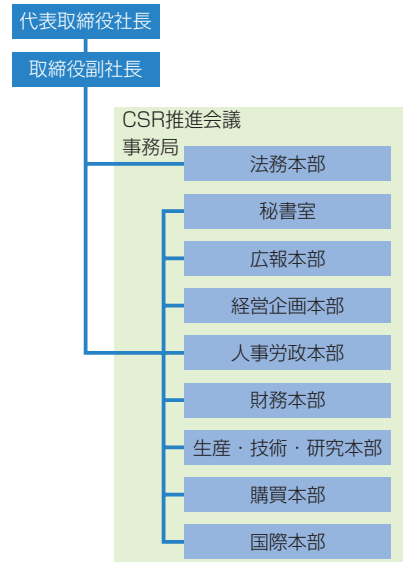 代表取締役社長
取締役副社長
CSR推進会議
事務局
法務本部
秘書室
広報本部
経営企画本部
人事労政本部
財務本部
生産・技術・研究本部
購買本部
国際本部